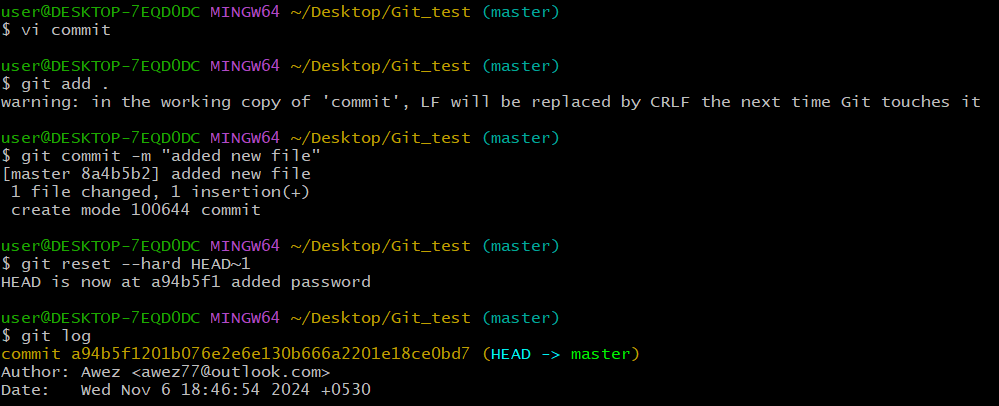 user@DESKTOP-7EQD0DC MINGW64 ~/Desktop/Git_test (master)
$ vi commit
user@DESKTOP-7EQD0DC MINGW64 ~/Desktop/Git_test (master)
$ git add .
warning: in the working copy of 'commit', LF will be replaced by CRLF the next time Git touches it
user@DESKTOP-7EQD0DC MINGW64 ~/Desktop/Git_test (master)
$ git commit -m "added new file"
[master 8a4b5b2] added new file
 1 file changed, 1 insertion(+)
 create mode 100644 commit
user@DESKTOP-7EQD0DC MINGW64 ~/Desktop/Git_test (master)
$ git reset --hard HEAD~1
HEAD is now at a94b5f1 added password
user@DESKTOP-7EQD0DC MINGW64 ~/Desktop/Git_test (master)
$ git log
commit a94b5f1201b076e2e6e130b666a2201e18ce0bd7 (HEAD -> master)
Author: Awez <awez77@outlook.com>
Date:   Wed Nov 6 18:46:54 2024 +0530